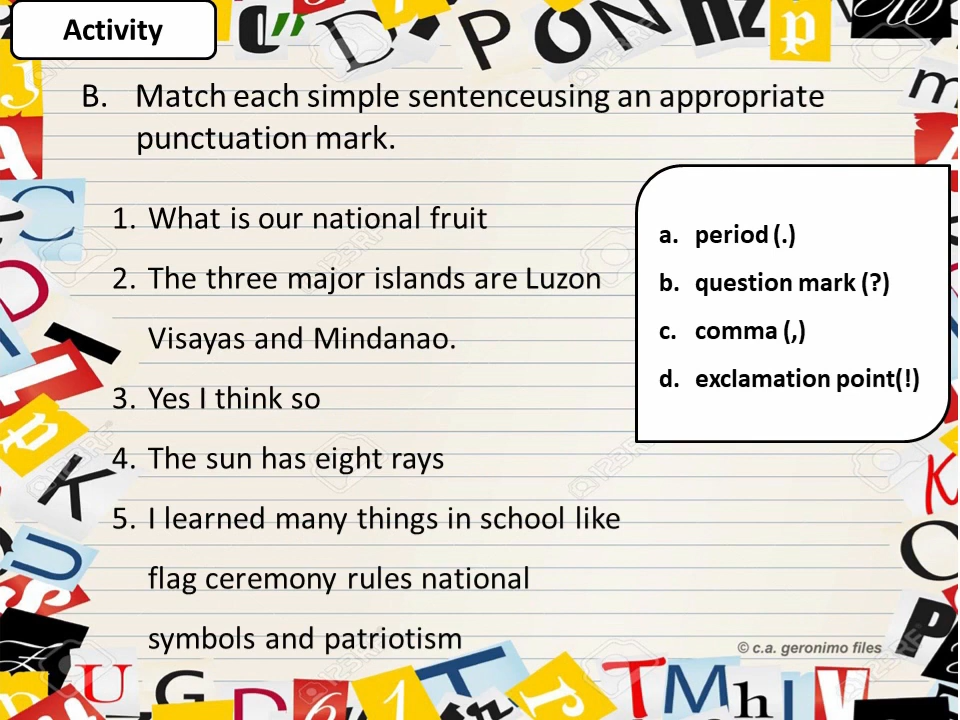 Activity
B. Match each simple sentenceusing an appropriate
punctuation mark.
1. What is our national fruit
2. The three major islands are Luzon
Visayas and Mindanao.
3. Yes I think so
4. The sun has eight rays
5. I learned many things in school like
flag ceremony rules national
symbols and patriotism
a. period (.)
b. question mark (?)
c. comma (,)
d. exclamation point(!)
© c.a. geronimo files